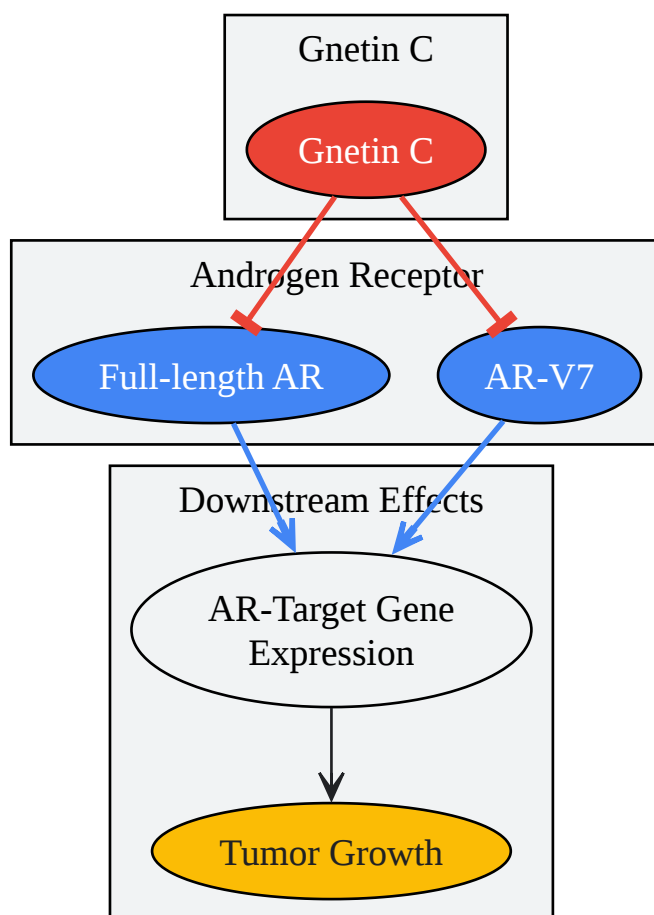 Gnetin C
Gnetin C
Androgen Receptor
Full-length AR
AR-V7
Downstream Effects
AR-Target Gene
Expression
Tumor Growth